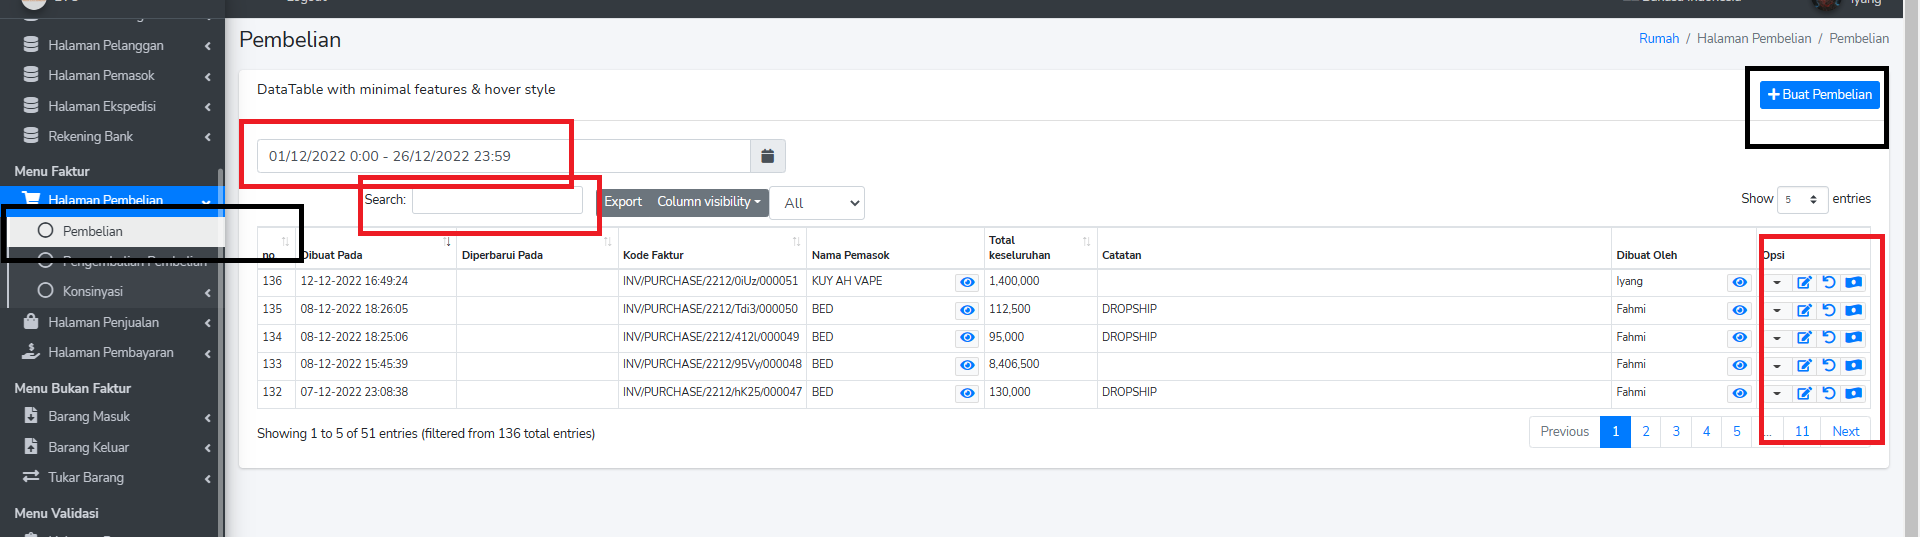 Iyang
Halaman Pelanggan
Halaman Pemasok
Halaman Ekspedisi
Rekening Bank
Menu Faktur
Halaman Pembelian
Pembelian
Pengembalian Pembelian
Konsinyasi
Halaman Penjualan
Halaman Pembayaran
Menu Bukan Faktur
Barang Masuk
Barang Keluar
Tukar Barang
Menu Validasi
Pembelian
Rumah / Halaman Pembelian / Pembelian
DataTable with minimal features & hover style
Buat Pembelian
01/12/2022 0:00 - 26/12/2022 23:59
Search: Export Column visibility All Show 5 entries
no Dibuat Pada Diperbarui Pada Kode Faktur Nama Pemasok Total keseluruhan Catatan Dibuat Oleh Opsi
136 12-12-2022 16:49:24 INV/PURCHASE/2212/0iUz/000051 KUY AH VAPE 1,400,000 Iyang
135 08-12-2022 18:26:05 INV/PURCHASE/2212/Tdi3/000050 BED 112,500 DROPSHIP Fahmi
134 08-12-2022 18:25:06 INV/PURCHASE/2212/412l/000049 BED 95,000 DROPSHIP Fahmi
133 08-12-2022 15:45:39 INV/PURCHASE/2212/95Vy/000048 BED 8,406,500 Fahmi
132 07-12-2022 23:08:38 INV/PURCHASE/2212/hK25/000047 BED 130,000 DROPSHIP Fahmi
Showing 1 to 5 of 51 entries (filtered from 136 total entries)
Previous 1 2 3 4 5 ... 11 Next